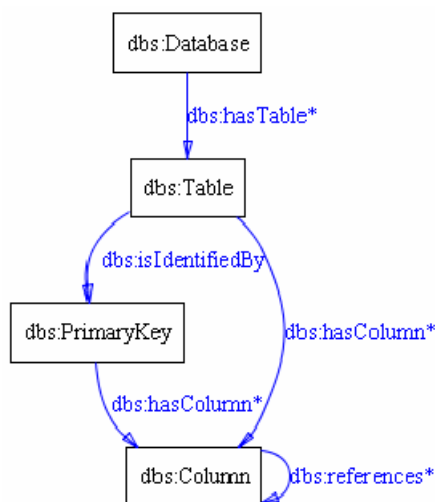 dbs:Database
dbs:hasTable*
dbs:Table
dbs:isIdentifiedBy
dbs:PrimaryKey
dbs:hasColumn*
dbs:hasColumn*
dbs:Column
dbs:references*